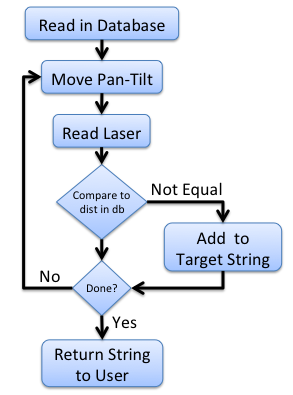 Read in Database
Move Pan-Tilt
Read Laser
Compare to
dist in db
Not Equal
Add to
Target String
Done?
No
Yes
Return String
to User